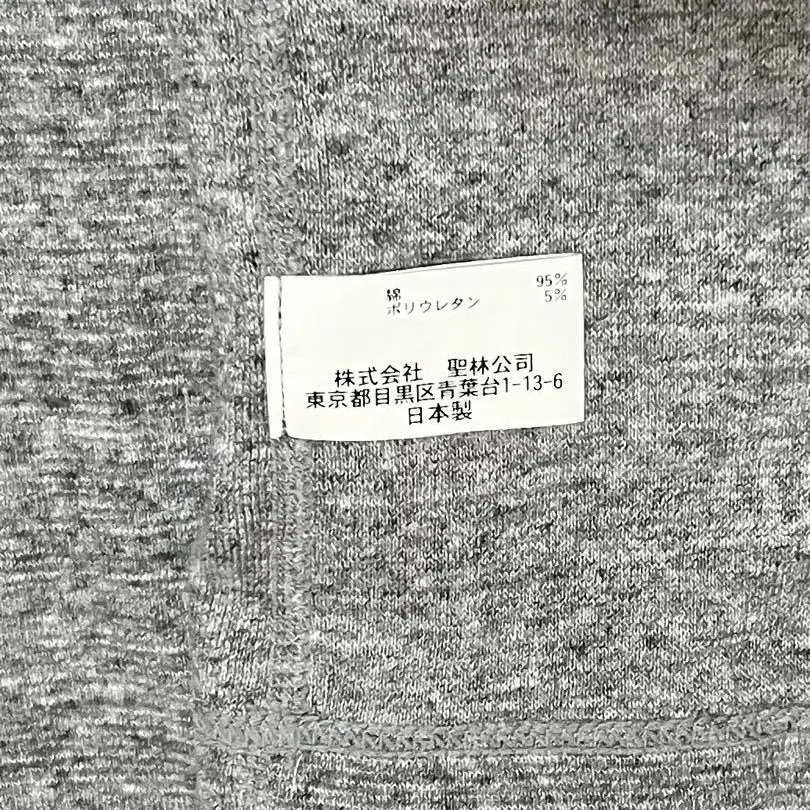 綿 95%
ポリウレタン 5%
株式会社 聖林公司
東京都目黒区青葉台1-13-6
日本製